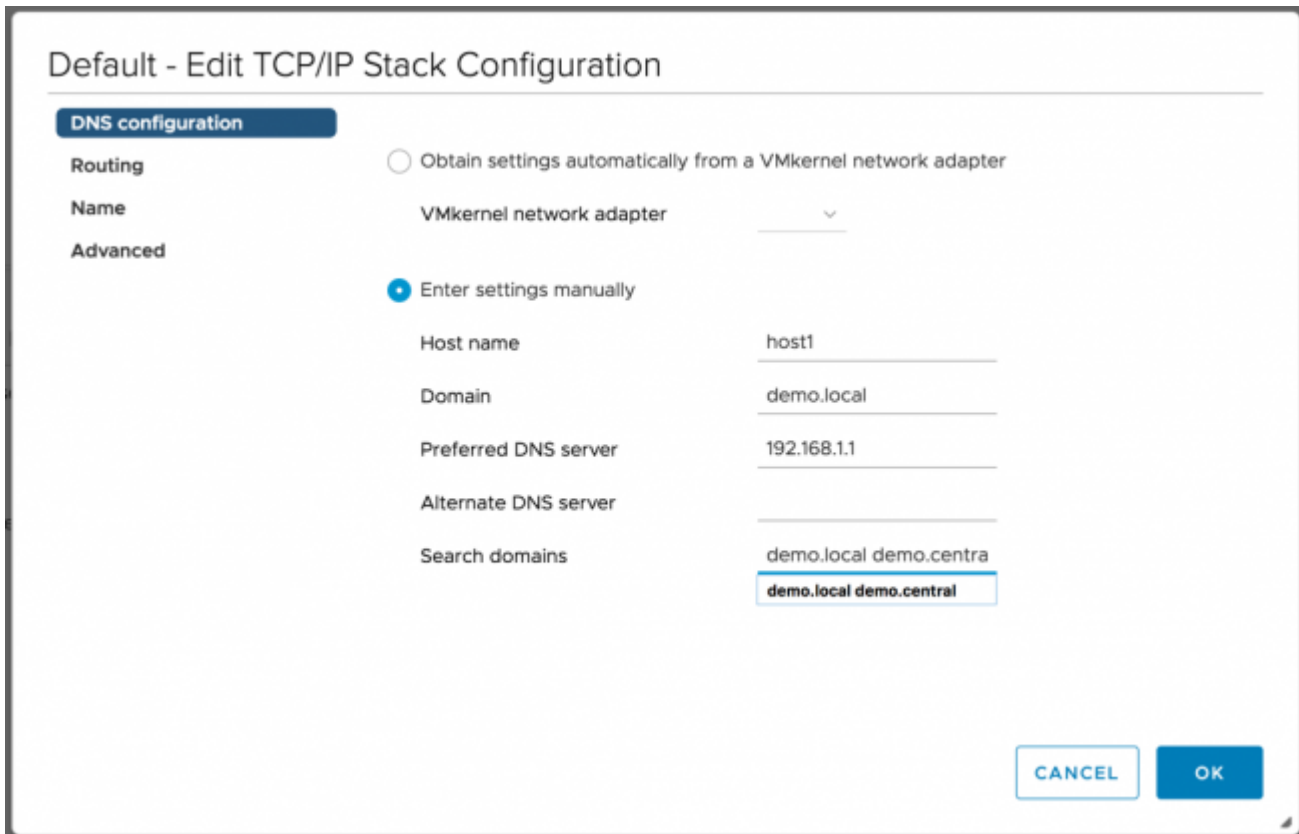 Default - Edit TCP/IP Stack Configuration
DNS configuration
Routing
Name
Advanced
Obtain settings automatically from a VMkernel network adapter
VMkernel network adapter
Enter settings manually
Host name host1
Domain demo.local
Preferred DNS server 192.168.1.1
Alternate DNS server
Search domains demo.local demo.centra
demo.local demo.central
CANCEL OK